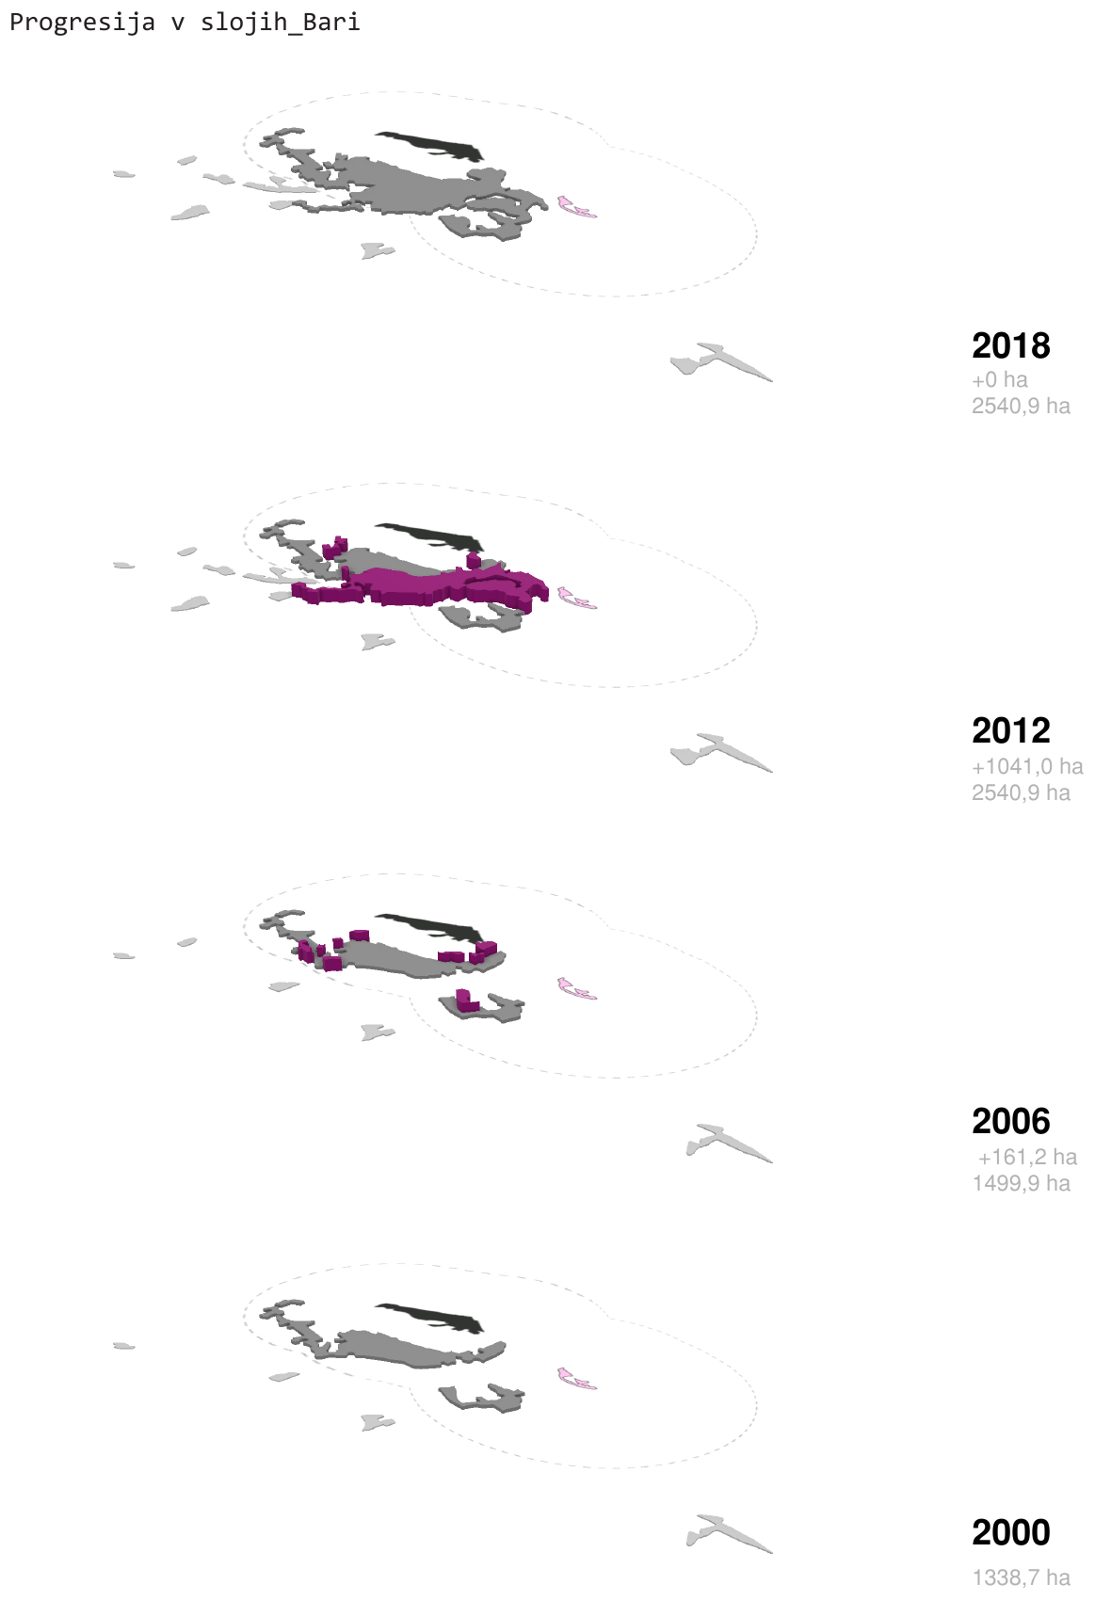 Progresija v slojih_Bari
2018
+0 ha
2540,9 ha
2012
+1041,0 ha
2540,9 ha
2006
+161,2 ha
1499,9 ha
2000
1338,7 ha